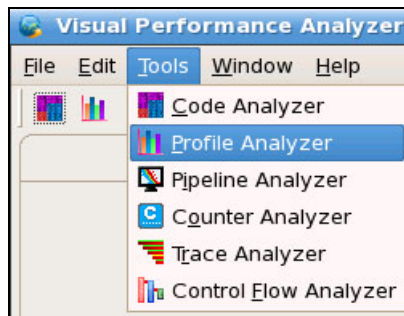 Visual Performance Analyzer
File Edit Tools Window Help
Code Analyzer
Profile Analyzer
Pipeline Analyzer
C Counter Analyzer
Trace Analyzer
Control Flow Analyzer